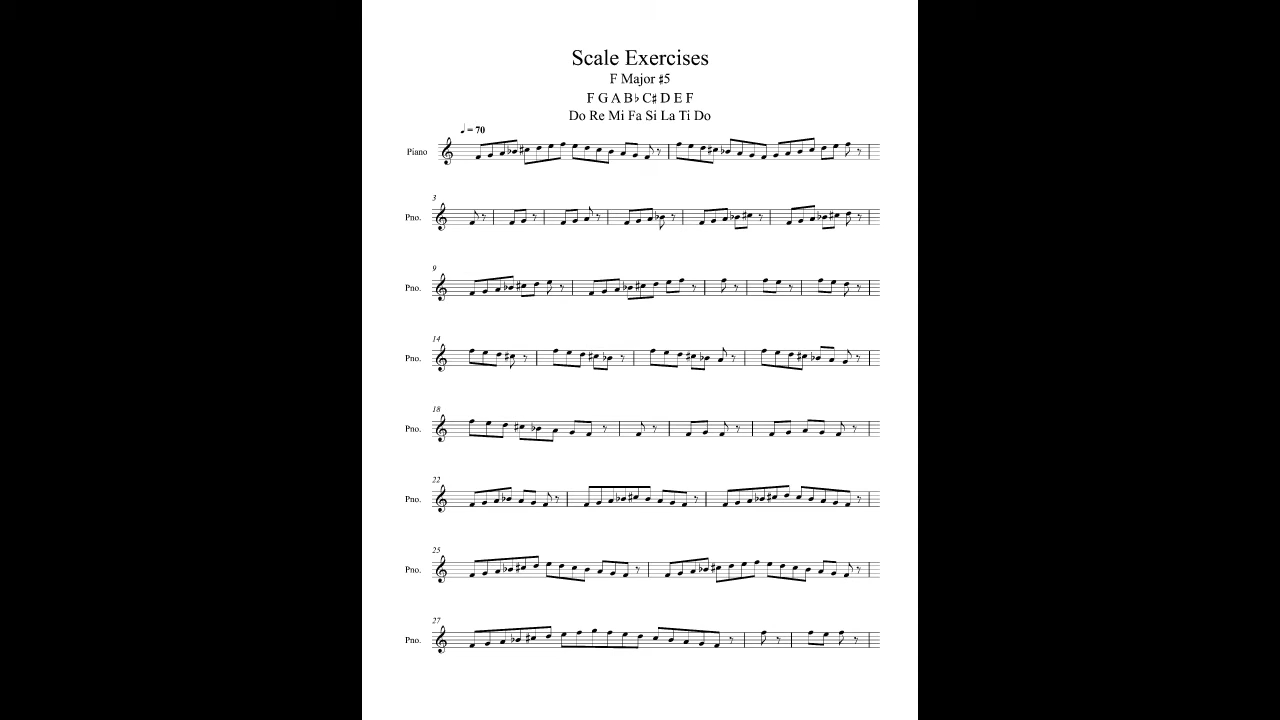 Scale Exercises
F Major ♯5
F G A B♭ C♯ D E F
Do Re Mi Fa Si La Ti Do
♩ = 70
Piano
3
Pno.
9
Pno.
14
Pno.
18
Pno.
22
Pno.
25
Pno.
27
Pno.